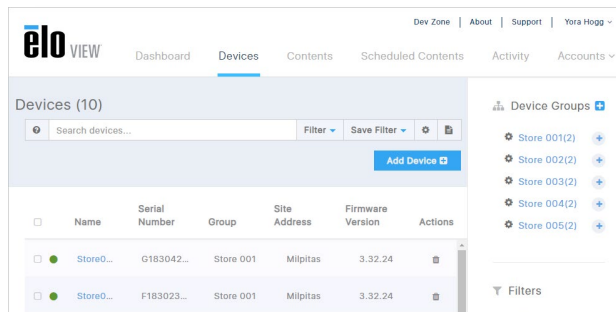 Dev Zone | About | Support | Yora Hogg
ēlo VIEW
Dashboard Devices Contents Scheduled Contents Activity Accounts
Devices (10)
Search devices... Filter Save Filter
Add Device
Name Serial Number Group Site Address Firmware Version Actions
Store0... G183042... Store 001 Milpitas 3.32.24
Store0... F183023... Store 001 Milpitas 3.32.24
Device Groups
Store 001(2)
Store 002(2)
Store 003(2)
Store 004(2)
Store 005(2)
Filters